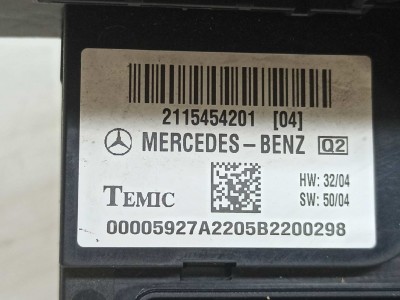 2115454201 [04]
MERCEDES-BENZ Q2
HW: 32/04
TEMIC SW: 50/04
00005927A2205B2200298